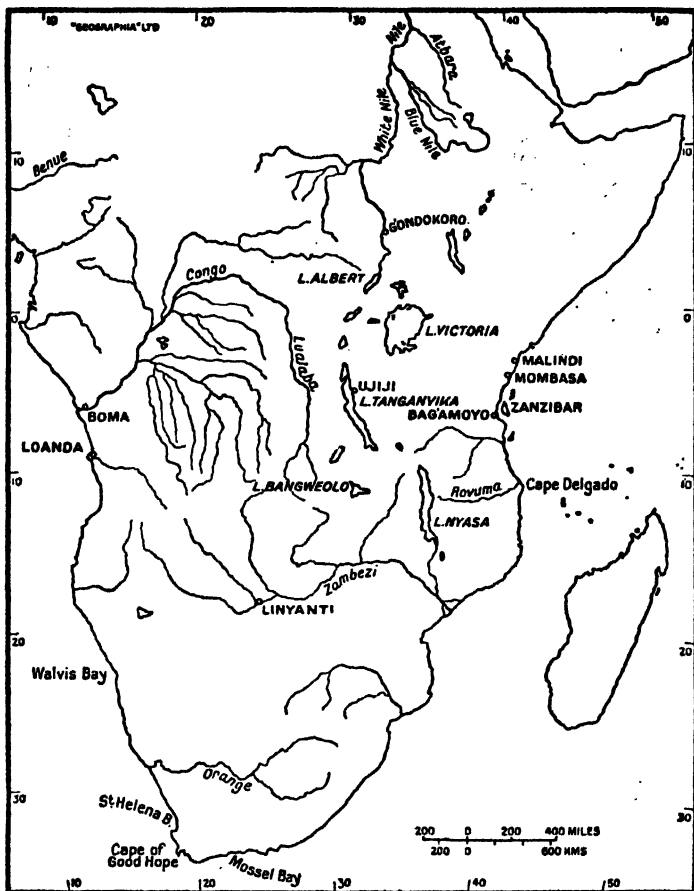 10 20 30 40 50
"GEOGRAPHIA" LTD
Nile
Atbara
White Nile
Blue Nile
10 10
Benue
GONDOKORO.
L.ALBERT
Congo
0 0
L.VICTORIA
Lualaba
MALINDI
MOMBASA
UJIJI
L.TANGANVIKA
BAGAMOYO
ZANZIBAR
BOMA
LOANDA
10 10
L.BANGWEOLO
Rovuma
Cape Delgado
L.NYASA
Zambezi
LINYANTI
20 20
Walvis Bay
Orange
30 30
St Helena B.
200 0 200 400 MILES
200 0 600 KMS
Cape of
Good Hope
Mossel Bay
10 20 30 40 50